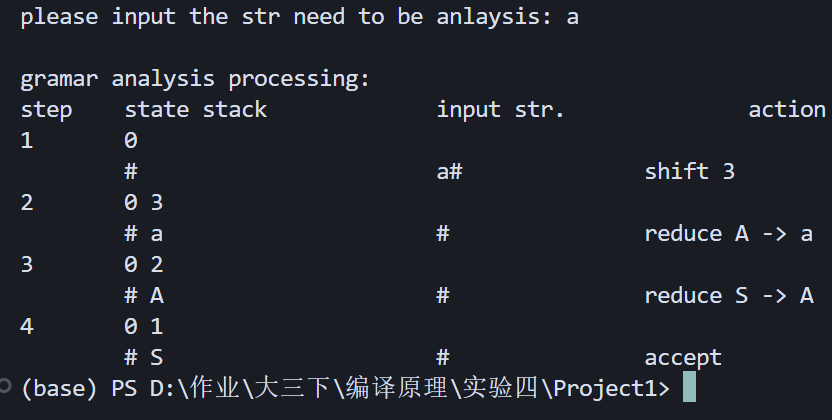 please input the str need to be anlaysis: a
gramar analysis processing:
step state stack input str. action
1 0
# a# shift 3
2 0 3
# a # reduce A -> a
3 0 2
# A # reduce S -> A
4 0 1
# S # accept
(base) PS D:\作业\大三下\编译原理\实验四\Project1>